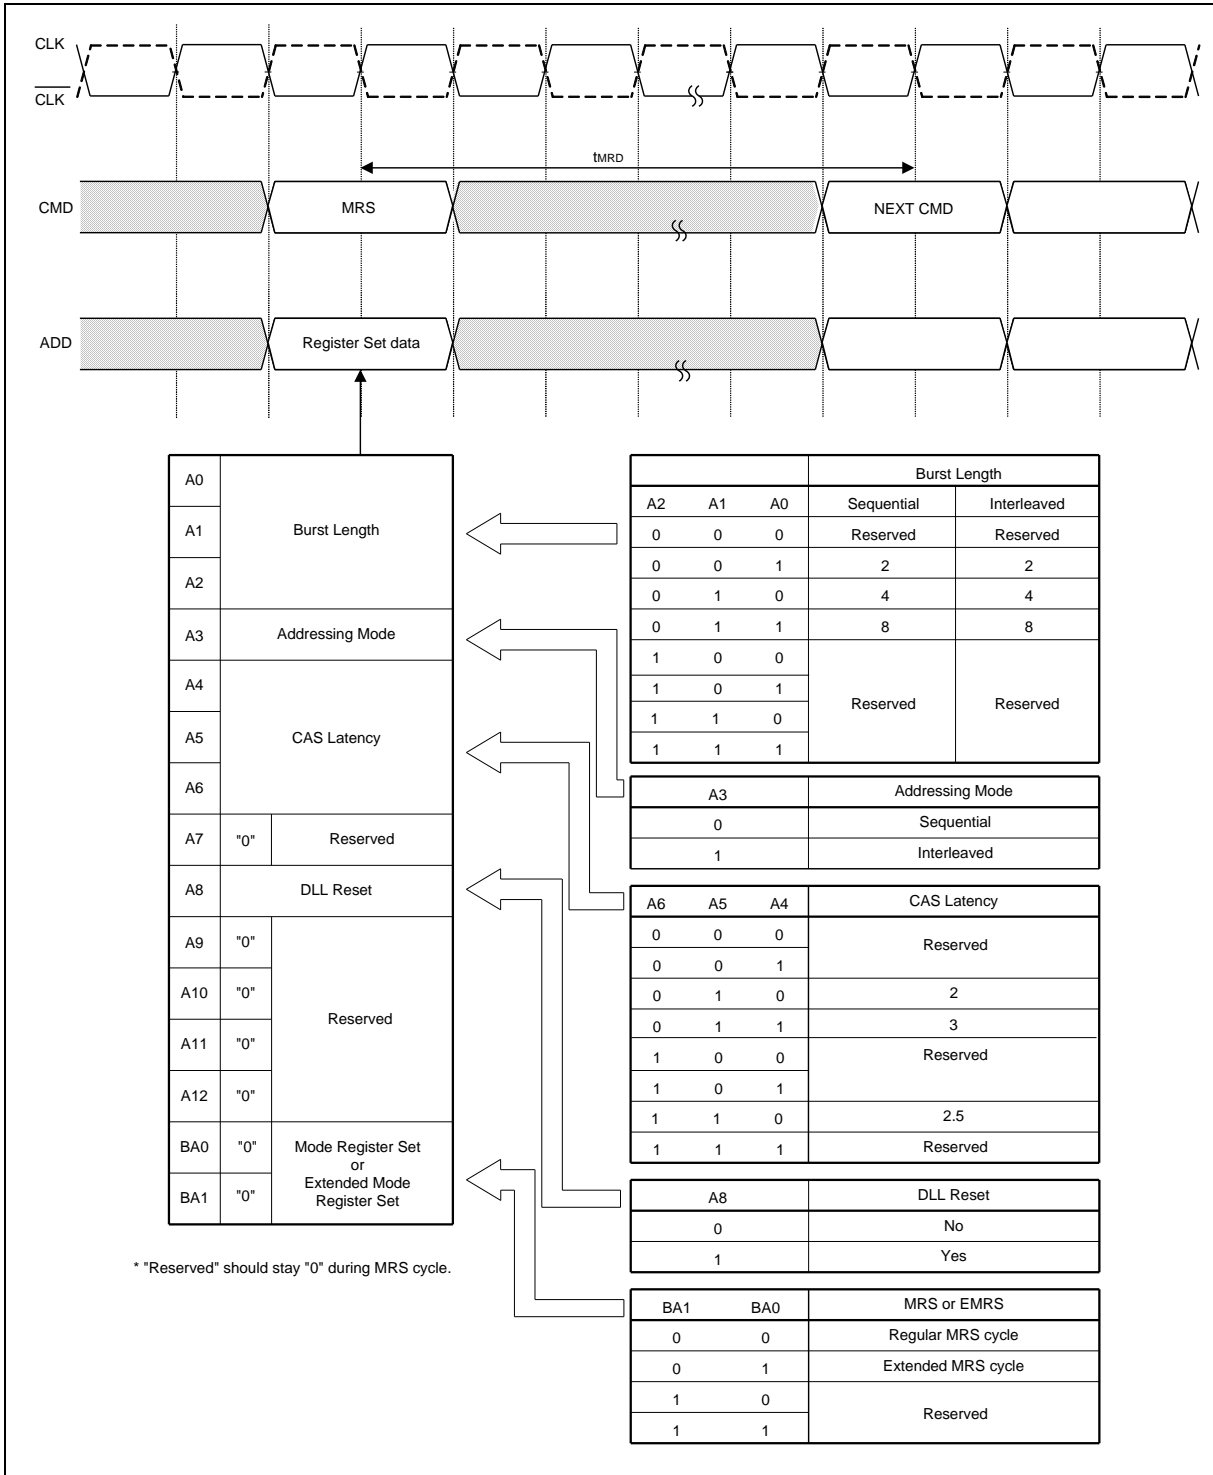 CLK
CLK
tMRD
CMD
MRS
NEXT CMD
ADD
Register Set data
A0
A1
Burst Length
A2
A3
Addressing Mode
A4
A5
CAS Latency
A6
A7 "0" Reserved
A8
DLL Reset
A9 "0"
A10 "0"
Reserved
A11 "0"
A12 "0"
BA0 "0"
Mode Register Set
or
Extended Mode
Register Set
BA1 "0"
* "Reserved" should stay "0" during MRS cycle.
Burst Length
A2 A1 A0 Sequential Interleaved
0 0 0 Reserved Reserved
0 0 1 2 2
0 1 0 4 4
0 1 1 8 8
1 0 0
1 0 1
Reserved Reserved
1 1 0
1 1 1
A3 Addressing Mode
0 Sequential
1 Interleaved
A6 A5 A4 CAS Latency
0 0 0
Reserved
0 0 1
0 1 0 2
0 1 1 3
1 0 0 Reserved
1 0 1
1 1 0 2.5
1 1 1 Reserved
A8 DLL Reset
0 No
1 Yes
BA1 BA0 MRS or EMRS
0 0 Regular MRS cycle
0 1 Extended MRS cycle
1 0
Reserved
1 1